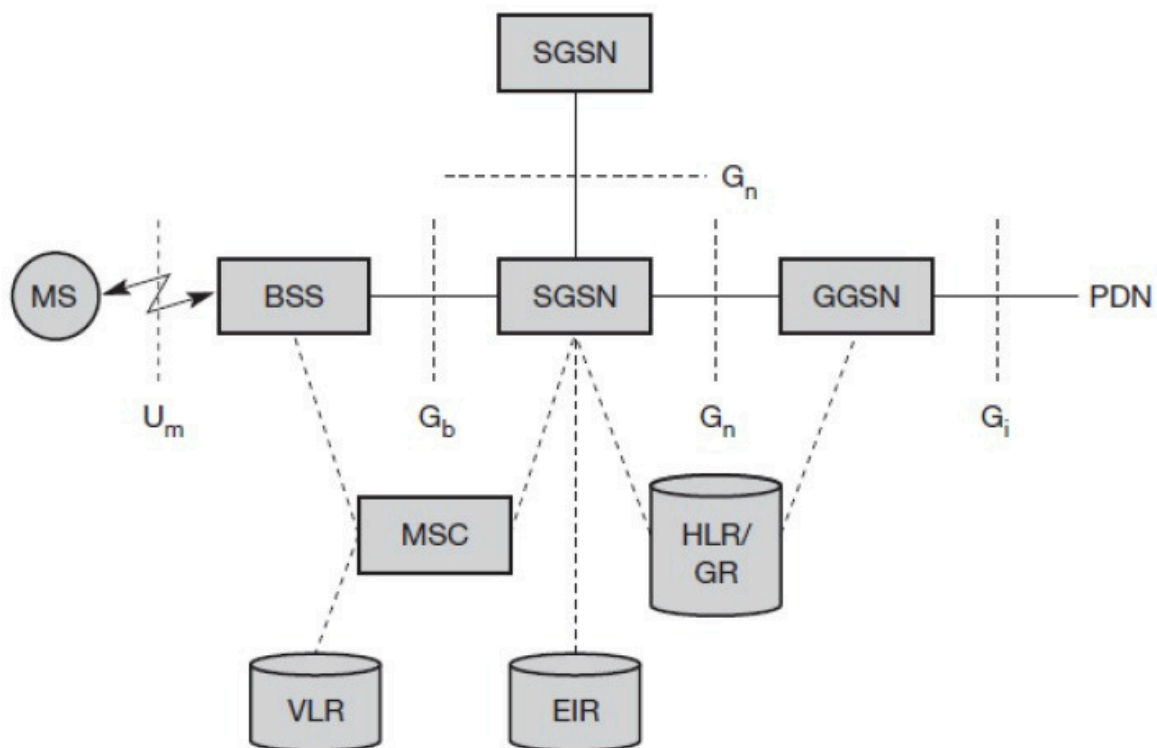 SGSN
Gn
MS
BSS
SGSN
GGSN
PDN
Um
Gb
Gn
Gi
MSC
HLR/
GR
VLR
EIR